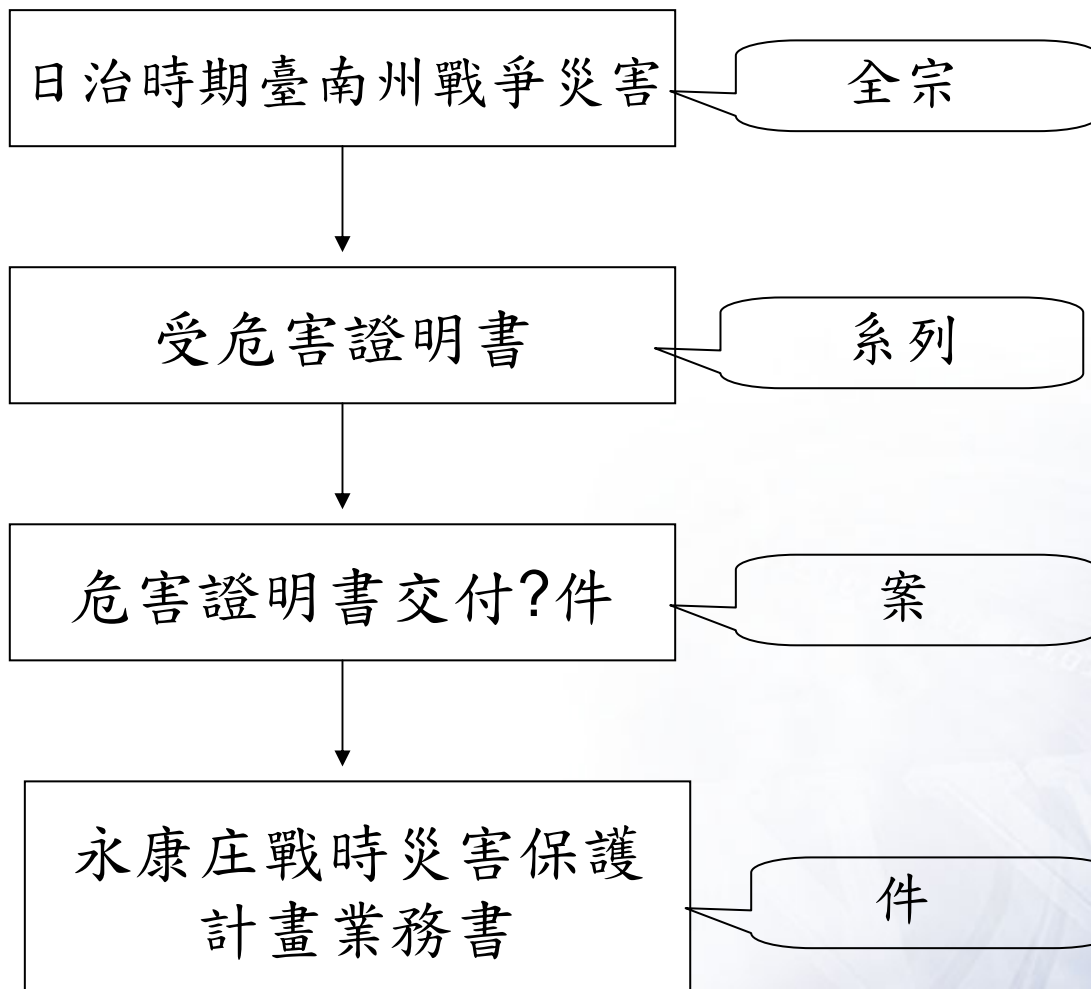 日治時期臺南州戰爭災害
全宗
受危害證明書
系列
危害證明書交付?件
案
永康庄戰時災害保護
計畫業務書
件